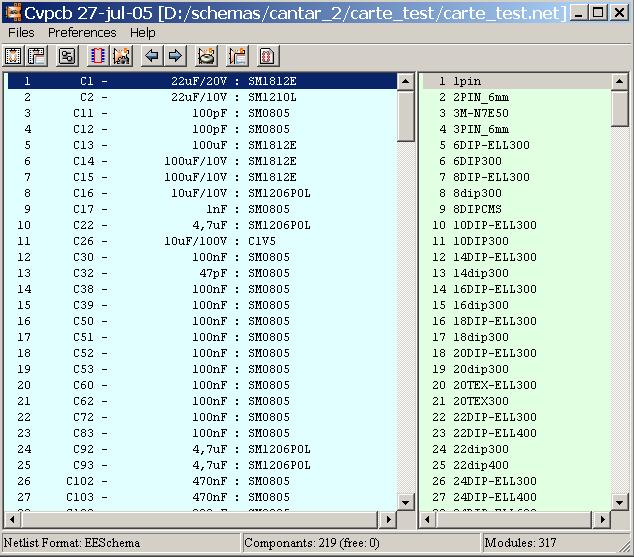 Cvpcb 27-jul-05 [D:/schemas/cantar_2/carte_test/carte_test.net]
Files Preferences Help
1 C1 - 22uF/20V : SM1812E
2 C2 - 22uF/10V : SM1210L
3 C11 - 100pF : SM0805
4 C12 - 100pF : SM0805
5 C13 - 100uF : SM1812E
6 C14 - 100uF/10V : SM1812E
7 C15 - 100uF/10V : SM1812E
8 C16 - 10uF/10V : SM1206POL
9 C17 - 1nF : SM0805
10 C22 - 4,7uF : SM1206POL
11 C26 - 10uF/100V : C1V5
12 C30 - 100nF : SM0805
13 C32 - 47pF : SM0805
14 C38 - 100nF : SM0805
15 C39 - 100nF : SM0805
16 C50 - 100nF : SM0805
17 C51 - 100nF : SM0805
18 C52 - 100nF : SM0805
19 C53 - 100nF : SM0805
20 C60 - 100nF : SM0805
21 C62 - 100nF : SM0805
22 C72 - 100nF : SM0805
23 C83 - 100nF : SM0805
24 C92 - 4,7uF : SM1206POL
25 C93 - 4,7uF : SM1206POL
26 C102 - 470nF : SM0805
27 C103 - 470nF : SM0805
1 1pin
2 2PIN_6mm
3 3M-N7E50
4 3PIN_6mm
5 6DIP-ELL300
6 6DIP300
7 8DIP-ELL300
8 8dip300
9 8DIPCMS
10 10DIP-ELL300
11 10DIP300
12 14DIP-ELL300
13 14dip300
14 16DIP-ELL300
15 16dip300
16 18DIP-ELL300
17 18dip300
18 20DIP-ELL300
19 20dip300
20 20TEX-ELL300
21 20TEX300
22 22DIP-ELL300
23 22DIP-ELL400
24 22dip300
25 22dip400
26 24DIP-ELL300
27 24DIP-ELL400
Netlist Format: EESchema
Componants: 219 (free: 0)
Modules: 317